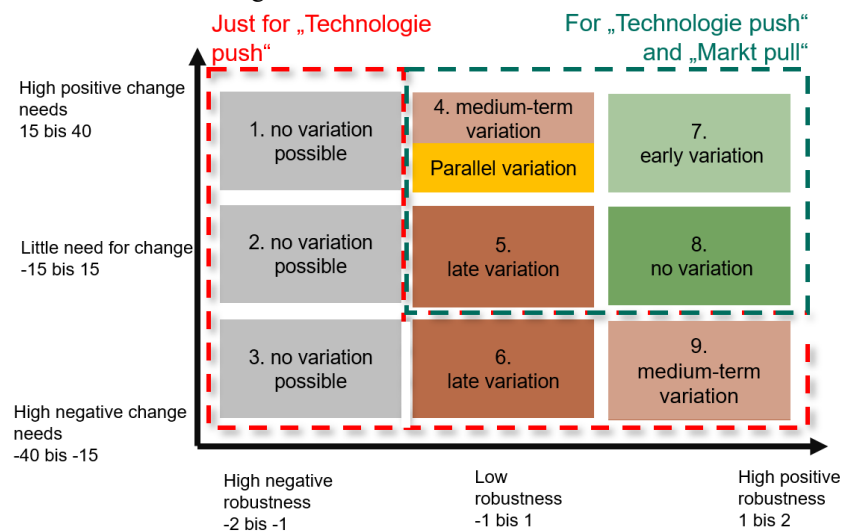 Just for „Technologie
push“
For „Technologie push“
and „Markt pull“
High positive change
needs
15 bis 40
1. no variation
possible
4. medium-term
variation
Parallel variation
7.
early variation
Little need for change
-15 bis 15
2. no variation
possible
5.
late variation
8.
no variation
High negative change
needs
-40 bis -15
3. no variation
possible
6.
late variation
9.
medium-term
variation
High negative
robustness
-2 bis -1
Low
robustness
-1 bis 1
High positive
robustness
1 bis 2